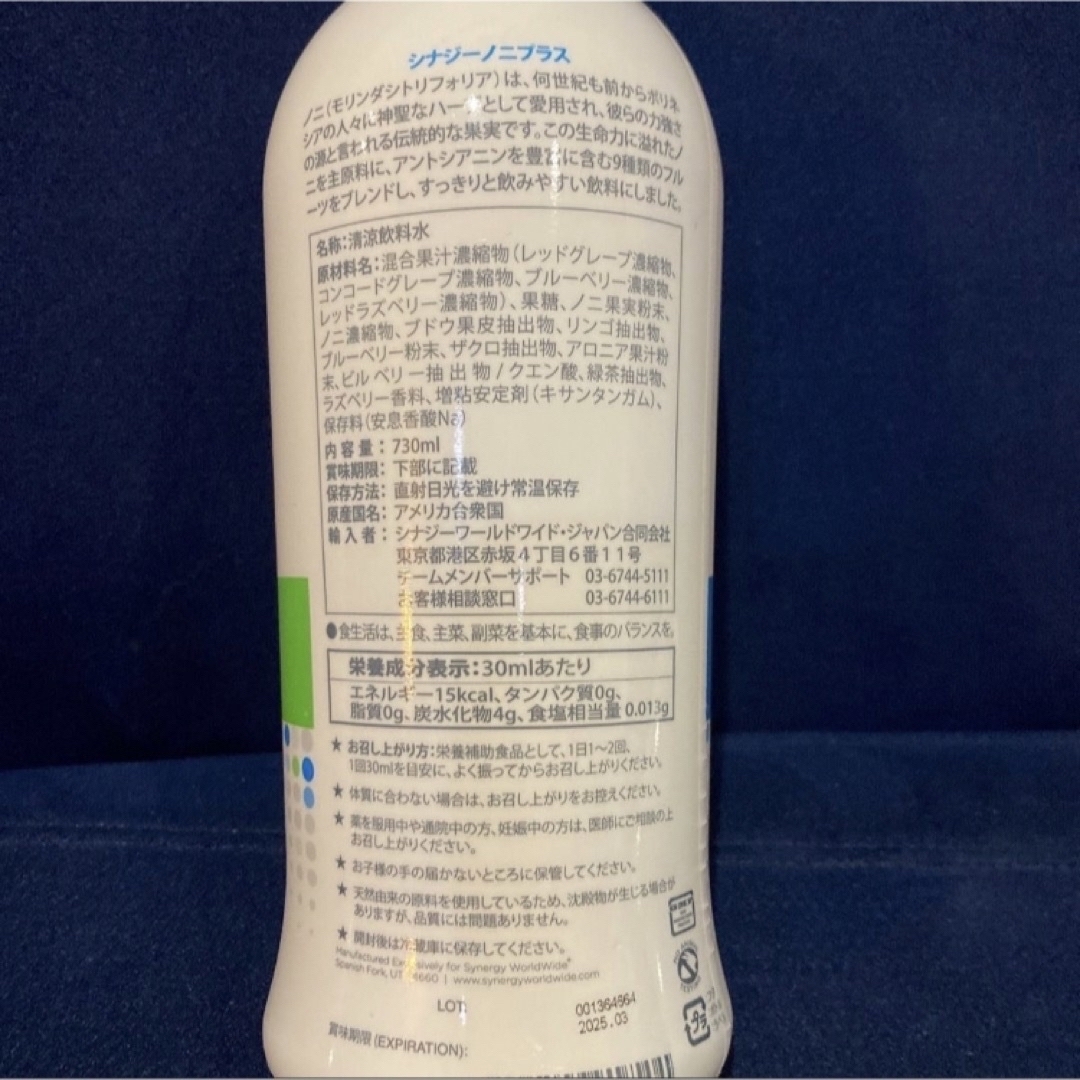 シナジーノニプラス
ノニ(モリンダシトリフォリア)は、何世紀も前からポリネ
シアの人々に神聖なハーブとして愛用され、彼らの力強さ
の源と言われる伝統的な果実です。この生命力に溢れたノ
ニを主原料に、アントシアニンを豊富に含む9種類のフル
ーツをブレンドし、すっきりと飲みやすい飲料にしました。
名称:清涼飲料水
原材料名:混合果汁濃縮物(レッドグレープ濃縮物、
コンコードグレープ濃縮物、ブルーベリー濃縮物、
レッドラズベリー濃縮物)、果糖、ノニ果実粉末、
ノニ濃縮物、ブドウ果皮抽出物、リンゴ抽出物、
ブルーベリー粉末、ザクロ抽出物、アロニア果汁粉
末、ビルベリー抽出物/クエン酸、緑茶抽出物、
ラズベリー香料、増粘安定剤(キサンタンガム)、
保存料(安息香酸Na)
内容量:730ml
賞味期限:下部に記載
保存方法:直射日光を避け常温保存
原産国名:アメリカ合衆国
輸入者:シナジーワールドワイド・ジャパン合同会社
東京都港区赤坂4丁目6番11号
チームメンバーサポート 03-6744-5111
お客様相談窓口 03-6744-6111
●食生活は、主食、主菜、副菜を基本に、食事のバランスを。
栄養成分表示:30mlあたり
エネルギー15kcal、タンパク質0g、
脂質0g、炭水化物4g、食塩相当量 0.013g
★ お召し上がり方:栄養補助食品として、1日1〜2回、
1回30mlを目安に、よく振ってからお召し上がりください。
★ 体質に合わない場合は、お召し上がりをお控えください。
★ 薬を服用中や通院中の方、妊娠中の方は、医師にご相談の上
お召し上がりください。
★ お子様の手の届かないところに保管してください。
★ 天然由来の原料を使用しているため、沈殿物が生じる場合が
ありますが、品質には問題ありません。
★ 開封後は冷蔵庫に保存してください。
Manufactured Exclusively for Synergy WorldWide®
Spanish Fork, UT 84660 | www.synergyworldwide.com
LOT: 001364564
2025.03
賞味期限(EXPIRATION):
プラ